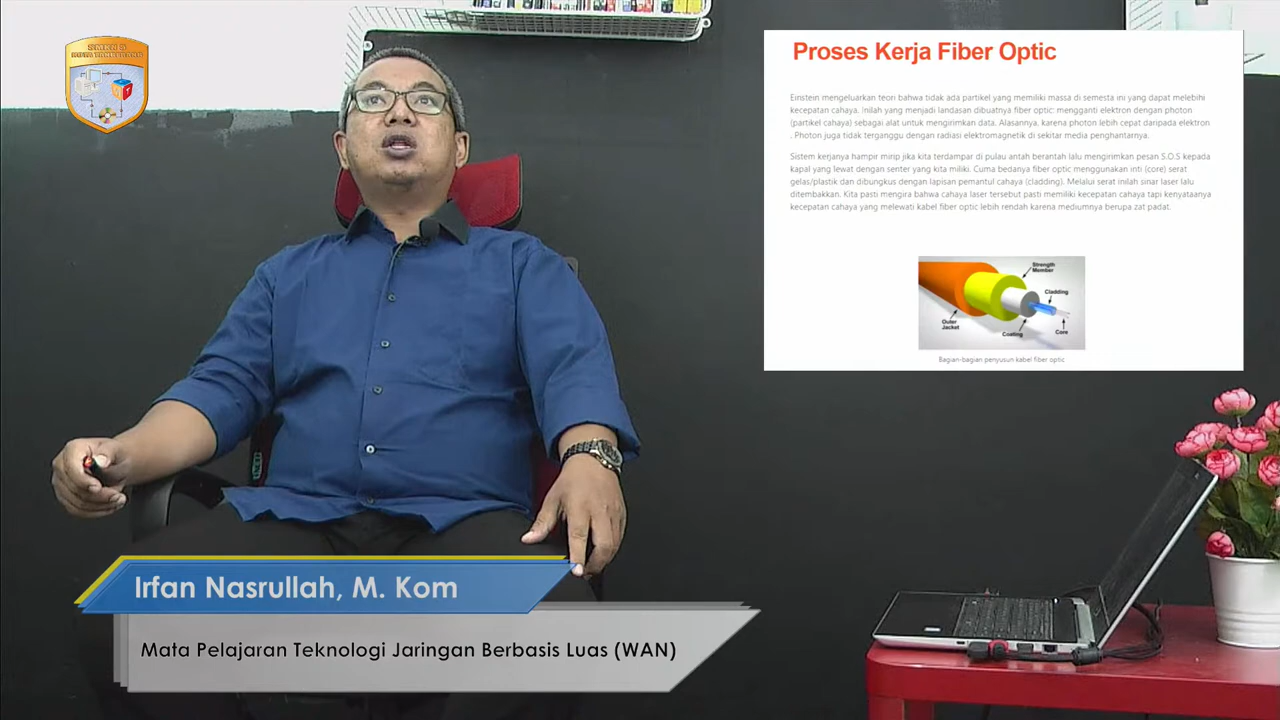 SMKN 5
Proses Kerja Fiber Optic
Einstein mengeluarkan teori bahwa tidak ada partikel yang memiliki massa di semesta ini yang dapat melebihi
kecepatan cahaya. Inilah yang menjadi landasan dibuatnya fiber optic: mengganti elektron dengan photon
(partikel cahaya) sebagai alat untuk mengirimkan data. Alasannya, karena photon lebih cepat daripada elektron
. Photon juga tidak terganggu dengan radiasi elektromagnetik di sekitar media penghantarnya.
Sistem kerjanya hampir mirip jika kita terdampar di pulau antah berantah lalu mengirimkan pesan S.O.S kepada
kapal yang lewat dengan senter yang kita miliki. Cuma bedanya fiber optic menggunakan inti (core) serat
gelas/plastik dan dibungkus dengan lapisan pemantul cahaya (cladding). Melalui serat inilah sinar laser lalu
ditembakkan. Kita pasti mengira bahwa cahaya laser tersebut pasti memiliki kecepatan cahaya tapi kenyataanya
kecepatan cahaya yang melewati kabel fiber optic lebih rendah karena mediumnya berupa zat padat.
Strength
Member
Cladding
Outer
Jacket
Coating
Core
Bagian-bagian penyusun kabel fiber optic
Irfan Nasrullah, M. Kom
Mata Pelajaran Teknologi Jaringan Berbasis Luas (WAN)